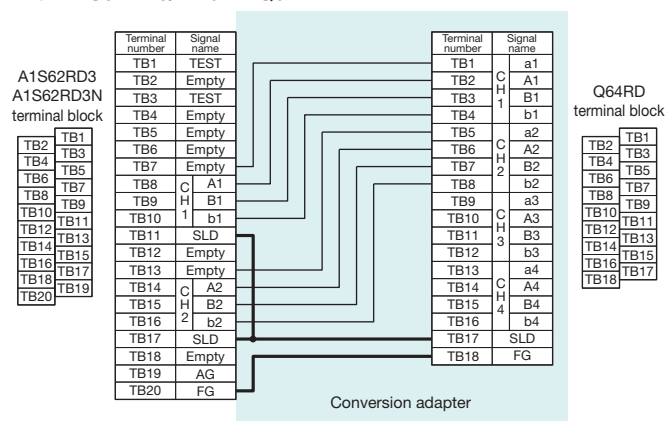 A1S62RD3
A1S62RD3N
terminal block
TB2 TB1
TB4 TB3
TB6 TB5
TB8 TB7
TB10 TB9
TB12 TB11
TB14 TB13
TB16 TB15
TB18 TB17
TB20 TB19
Terminal number Signal name
TB1 TEST
TB2 Empty
TB3 TEST
TB4 Empty
TB5 Empty
TB6 Empty
TB7 Empty
CH1
TB8 A1
TB9 B1
TB10 b1
TB11 SLD
TB12 Empty
TB13 Empty
CH2
TB14 A2
TB15 B2
TB16 b2
TB17 SLD
TB18 Empty
TB19 AG
TB20 FG
Terminal number Signal name
CH1
TB1 a1
TB2 A1
TB3 B1
TB4 b1
CH2
TB5 a2
TB6 A2
TB7 B2
TB8 b2
CH3
TB9 a3
TB10 A3
TB11 B3
TB12 b3
CH4
TB13 a4
TB14 A4
TB15 B4
TB16 b4
TB17 SLD
TB18 FG
Conversion adapter
Q64RD
terminal block
TB2 TB1
TB4 TB3
TB6 TB5
TB8 TB7
TB10 TB9
TB12 TB11
TB14 TB13
TB16 TB15
TB18 TB17